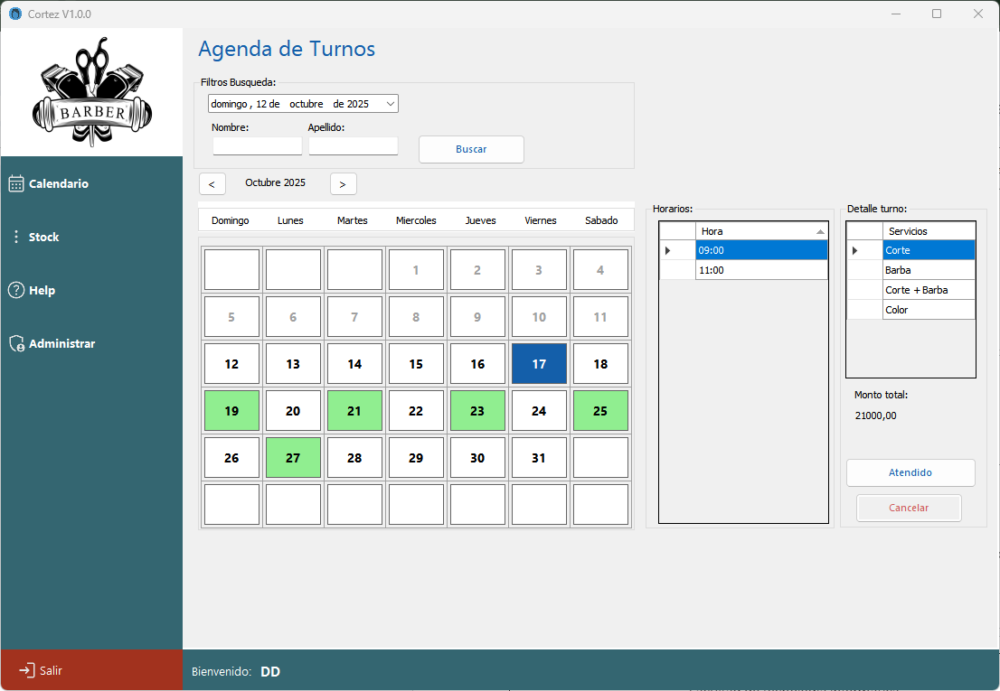 Cortez V1.0.0
BARBER
Calendario
Stock
Help
Administrar
Salir
Agenda de Turnos
Filtros Busqueda:
domingo , 12 de octubre de 2025
Nombre: Apellido:
Buscar
< Octubre 2025 >
Domingo Lunes Martes Miercoles Jueves Viernes Sabado
1 2 3 4
5 6 7 8 9 10 11
12 13 14 15 16 17 18
19 20 21 22 23 24 25
26 27 28 29 30 31
Horarios:
Hora
09:00
11:00
Detalle turno:
Servicios
Corte
Barba
Corte + Barba
Color
Monto total:
21000,00
Atendido
Cancelar
Bienvenido: DD